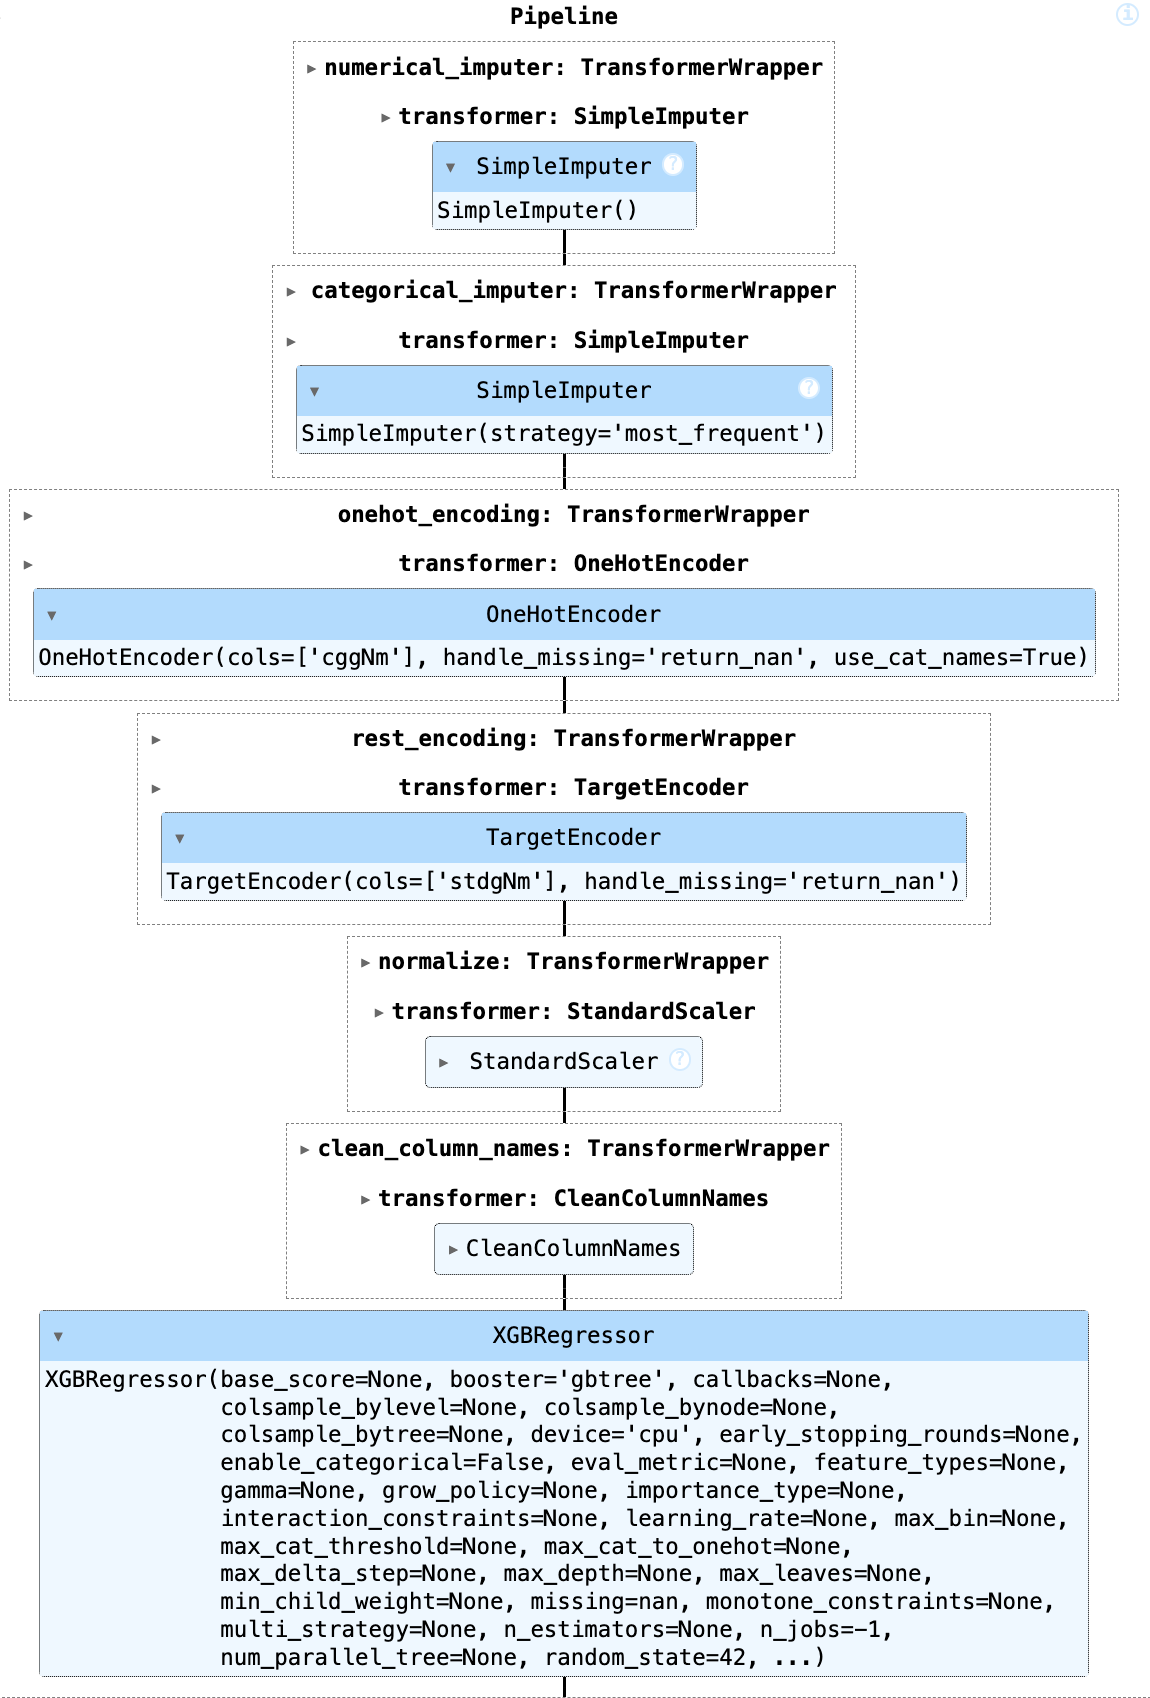 Pipeline
numerical_imputer: TransformerWrapper
transformer: SimpleImputer
SimpleImputer ?
SimpleImputer()
categorical_imputer: TransformerWrapper
transformer: SimpleImputer
SimpleImputer ?
SimpleImputer(strategy='most_frequent')
onehot_encoding: TransformerWrapper
transformer: OneHotEncoder
OneHotEncoder
OneHotEncoder(cols=['cggNm'], handle_missing='return_nan', use_cat_names=True)
rest_encoding: TransformerWrapper
transformer: TargetEncoder
TargetEncoder
TargetEncoder(cols=['stdgNm'], handle_missing='return_nan')
normalize: TransformerWrapper
transformer: StandardScaler
StandardScaler ?
clean_column_names: TransformerWrapper
transformer: CleanColumnNames
CleanColumnNames
XGBRegressor
XGBRegressor(base_score=None, booster='gbtree', callbacks=None,
colsample_bylevel=None, colsample_bynode=None,
colsample_bytree=None, device='cpu', early_stopping_rounds=None,
enable_categorical=False, eval_metric=None, feature_types=None,
gamma=None, grow_policy=None, importance_type=None,
interaction_constraints=None, learning_rate=None, max_bin=None,
max_cat_threshold=None, max_cat_to_onehot=None,
max_delta_step=None, max_depth=None, max_leaves=None,
min_child_weight=None, missing=nan, monotone_constraints=None,
multi_strategy=None, n_estimators=None, n_jobs=-1,
num_parallel_tree=None, random_state=42, ...)